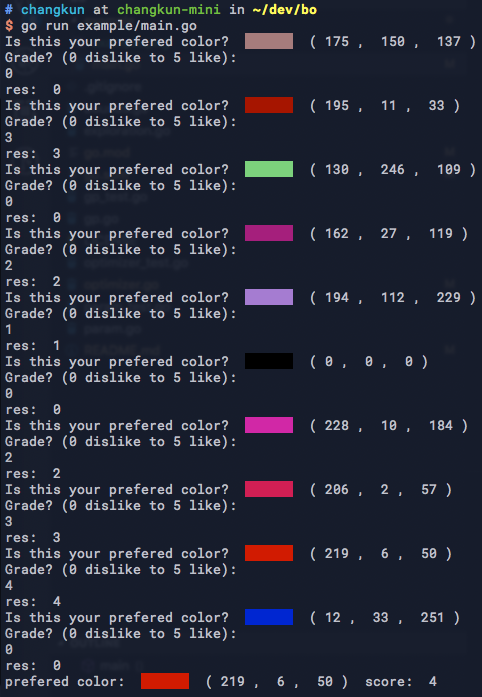 # changkun at changkun-mini in ~/dev/bo
$ go run example/main.go
Is this your prefered color? ( 175 , 150 , 137 )
Grade? (0 dislike to 5 like):
0
res: 0
Is this your prefered color? ( 195 , 11 , 33 )
Grade? (0 dislike to 5 like):
3
res: 3
Is this your prefered color? ( 130 , 246 , 109 )
Grade? (0 dislike to 5 like):
0
res: 0
Is this your prefered color? ( 162 , 27 , 119 )
Grade? (0 dislike to 5 like):
2
res: 2
Is this your prefered color? ( 194 , 112 , 229 )
Grade? (0 dislike to 5 like):
1
res: 1
Is this your prefered color? ( 0 , 0 , 0 )
Grade? (0 dislike to 5 like):
0
res: 0
Is this your prefered color? ( 228 , 10 , 184 )
Grade? (0 dislike to 5 like):
2
res: 2
Is this your prefered color? ( 206 , 2 , 57 )
Grade? (0 dislike to 5 like):
3
res: 3
Is this your prefered color? ( 219 , 6 , 50 )
Grade? (0 dislike to 5 like):
4
res: 4
Is this your prefered color? ( 12 , 33 , 251 )
Grade? (0 dislike to 5 like):
0
res: 0
prefered color: ( 219 , 6 , 50 ) score: 4